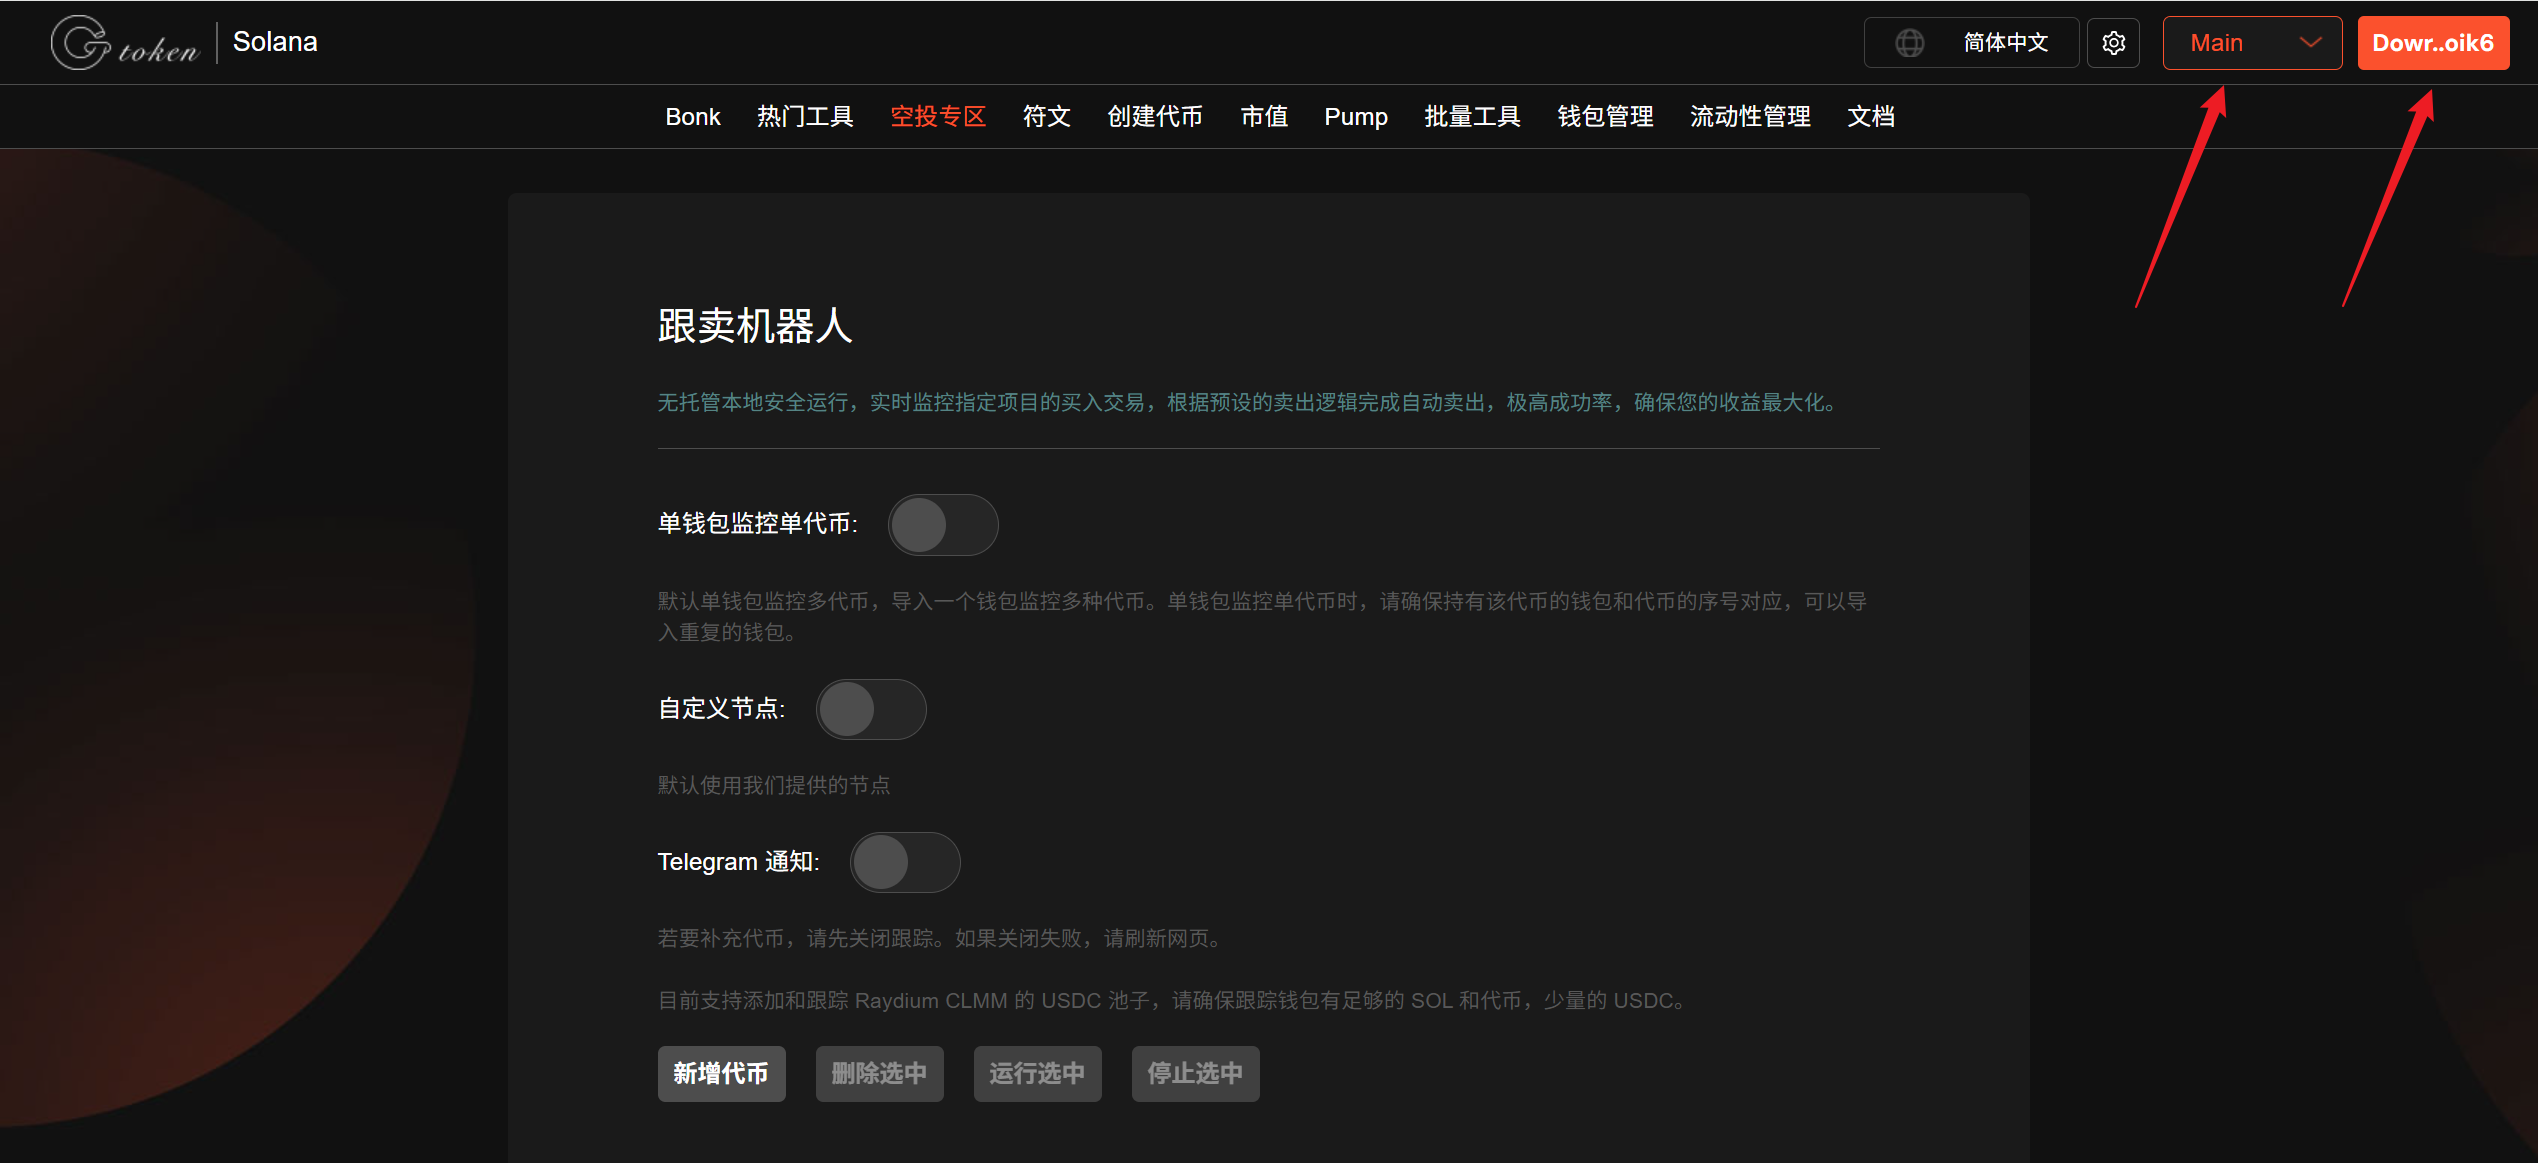 GT token | Solana
简体中文
Main
Dowr..oik6
Bonk 热门工具 空投专区 符文 创建代币 市值 Pump 批量工具 钱包管理 流动性管理 文档
跟卖机器人
无托管本地安全运行，实时监控指定项目的买入交易，根据预设的卖出逻辑完成自动卖出，极高成功率，确保您的收益最大化。
单钱包监控单代币:
默认单钱包监控多代币，导入一个钱包监控多种代币。单钱包监控单代币时，请确保持有该代币的钱包和代币的序号对应，可以导
入重复的钱包。
自定义节点:
默认使用我们提供的节点
Telegram 通知:
若要补充代币，请先关闭跟踪。如果关闭失败，请刷新网页。
目前支持添加和跟踪 Raydium CLMM 的 USDC 池子，请确保跟踪钱包有足够的 SOL 和代币，少量的 USDC。
新增代币 删除选中 运行选中 停止选中